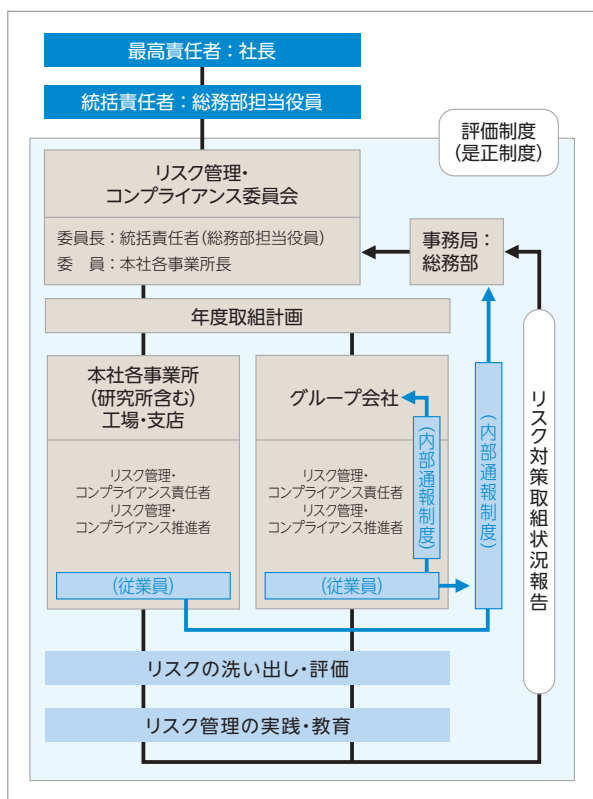 最高責任者：社長
統括責任者：総務部担当役員
評価制度
(是正制度)
リスク管理・
コンプライアンス委員会
委員長：統括責任者(総務部担当役員)
委　員：本社各事業所長
事務局：
総務部
年度取組計画
本社各事業所
(研究所含む)
工場・支店
リスク管理・
コンプライアンス責任者
リスク管理・
コンプライアンス推進者
(従業員)
グループ会社
リスク管理・
コンプライアンス責任者
リスク管理・
コンプライアンス推進者
(従業員)
(内部通報制度)
(内部通報制度)
リスク対策取組状況報告
リスクの洗い出し・評価
リスク管理の実践・教育